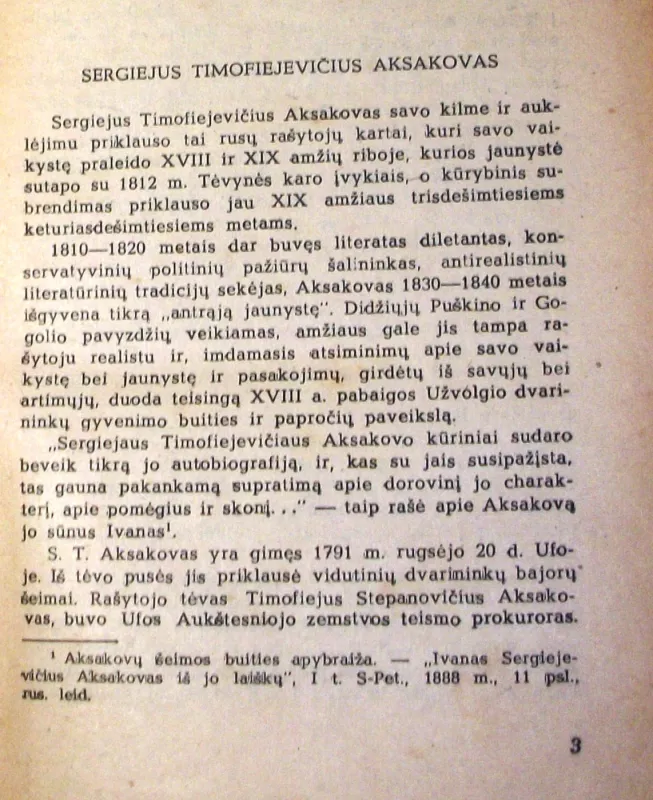 SERGIEJUS TIMOFIEJEVIČIUS AKSAKOVAS
Sergiejus Timofiejevičius Aksakovas savo kilme ir auk-
lėjimu priklauso tai rusų rašytojų kartai, kuri savo vai-
kystę praleido XVIII ir XIX amžių riboje, kurios jaunystė
sutapo su 1812 m. Tėvynės karo įvykiais, o kūrybinis su-
brendimas priklauso jau XIX amžiaus trisdešimtiesiems
keturiasdešimtiesiems metams.
1810—1820 metais dar buvęs literatas diletantas, kon-
servatyvinių politinių pažiūrų šalininkas, antirealistinių
literatūrinių tradicijų sekėjas, Aksakovas 1830—1840 metais
išgyvena tikrą „antrąją jaunystę". Didžiųjų Puškino ir Go-
golio pavyzdžių veikiamas, amžiaus gale jis tampa ra-
šytoju realistu ir, imdamasis atsiminimų apie savo vai-
kystę bei jaunystę ir pasakojimų, girdėtų iš savųjų bei
artimųjų, duoda teisingą XVIII a. pabaigos Užvolgio dvari-
ninkų gyvenimo buities ir papročių paveikslą.
„Sergiejaus Timofiejevičiaus Aksakovo kūriniai sudaro
beveik tikrą jo autobiografiją, ir, kas su jais susipažįsta,
tas gauna pakankamą supratimą apie dorovinį jo charak-
terį, apie pomėgius ir skonį..." — taip rašė apie Aksakovą
jo sūnus Ivanas¹.
S. T. Aksakovas yra gimęs 1791 m. rugsėjo 20 d. Ufo-
je. Iš tėvo pusės jis priklausė vidutinių dvariminkų bajorų
šeimai. Rašytojo tėvas Timofiejus Stepanovičius Aksako-
vas, buvo Ufos Aukštesniojo zemstvos teismo prokuroras.
¹ Aksakovų šeimos buities apybraiža. — „Ivanas Sergieje-
vičius Aksakovas iš jo laiškų", I t. S-Pet., 1888 m., 11 psl.,
rus. leid.
3